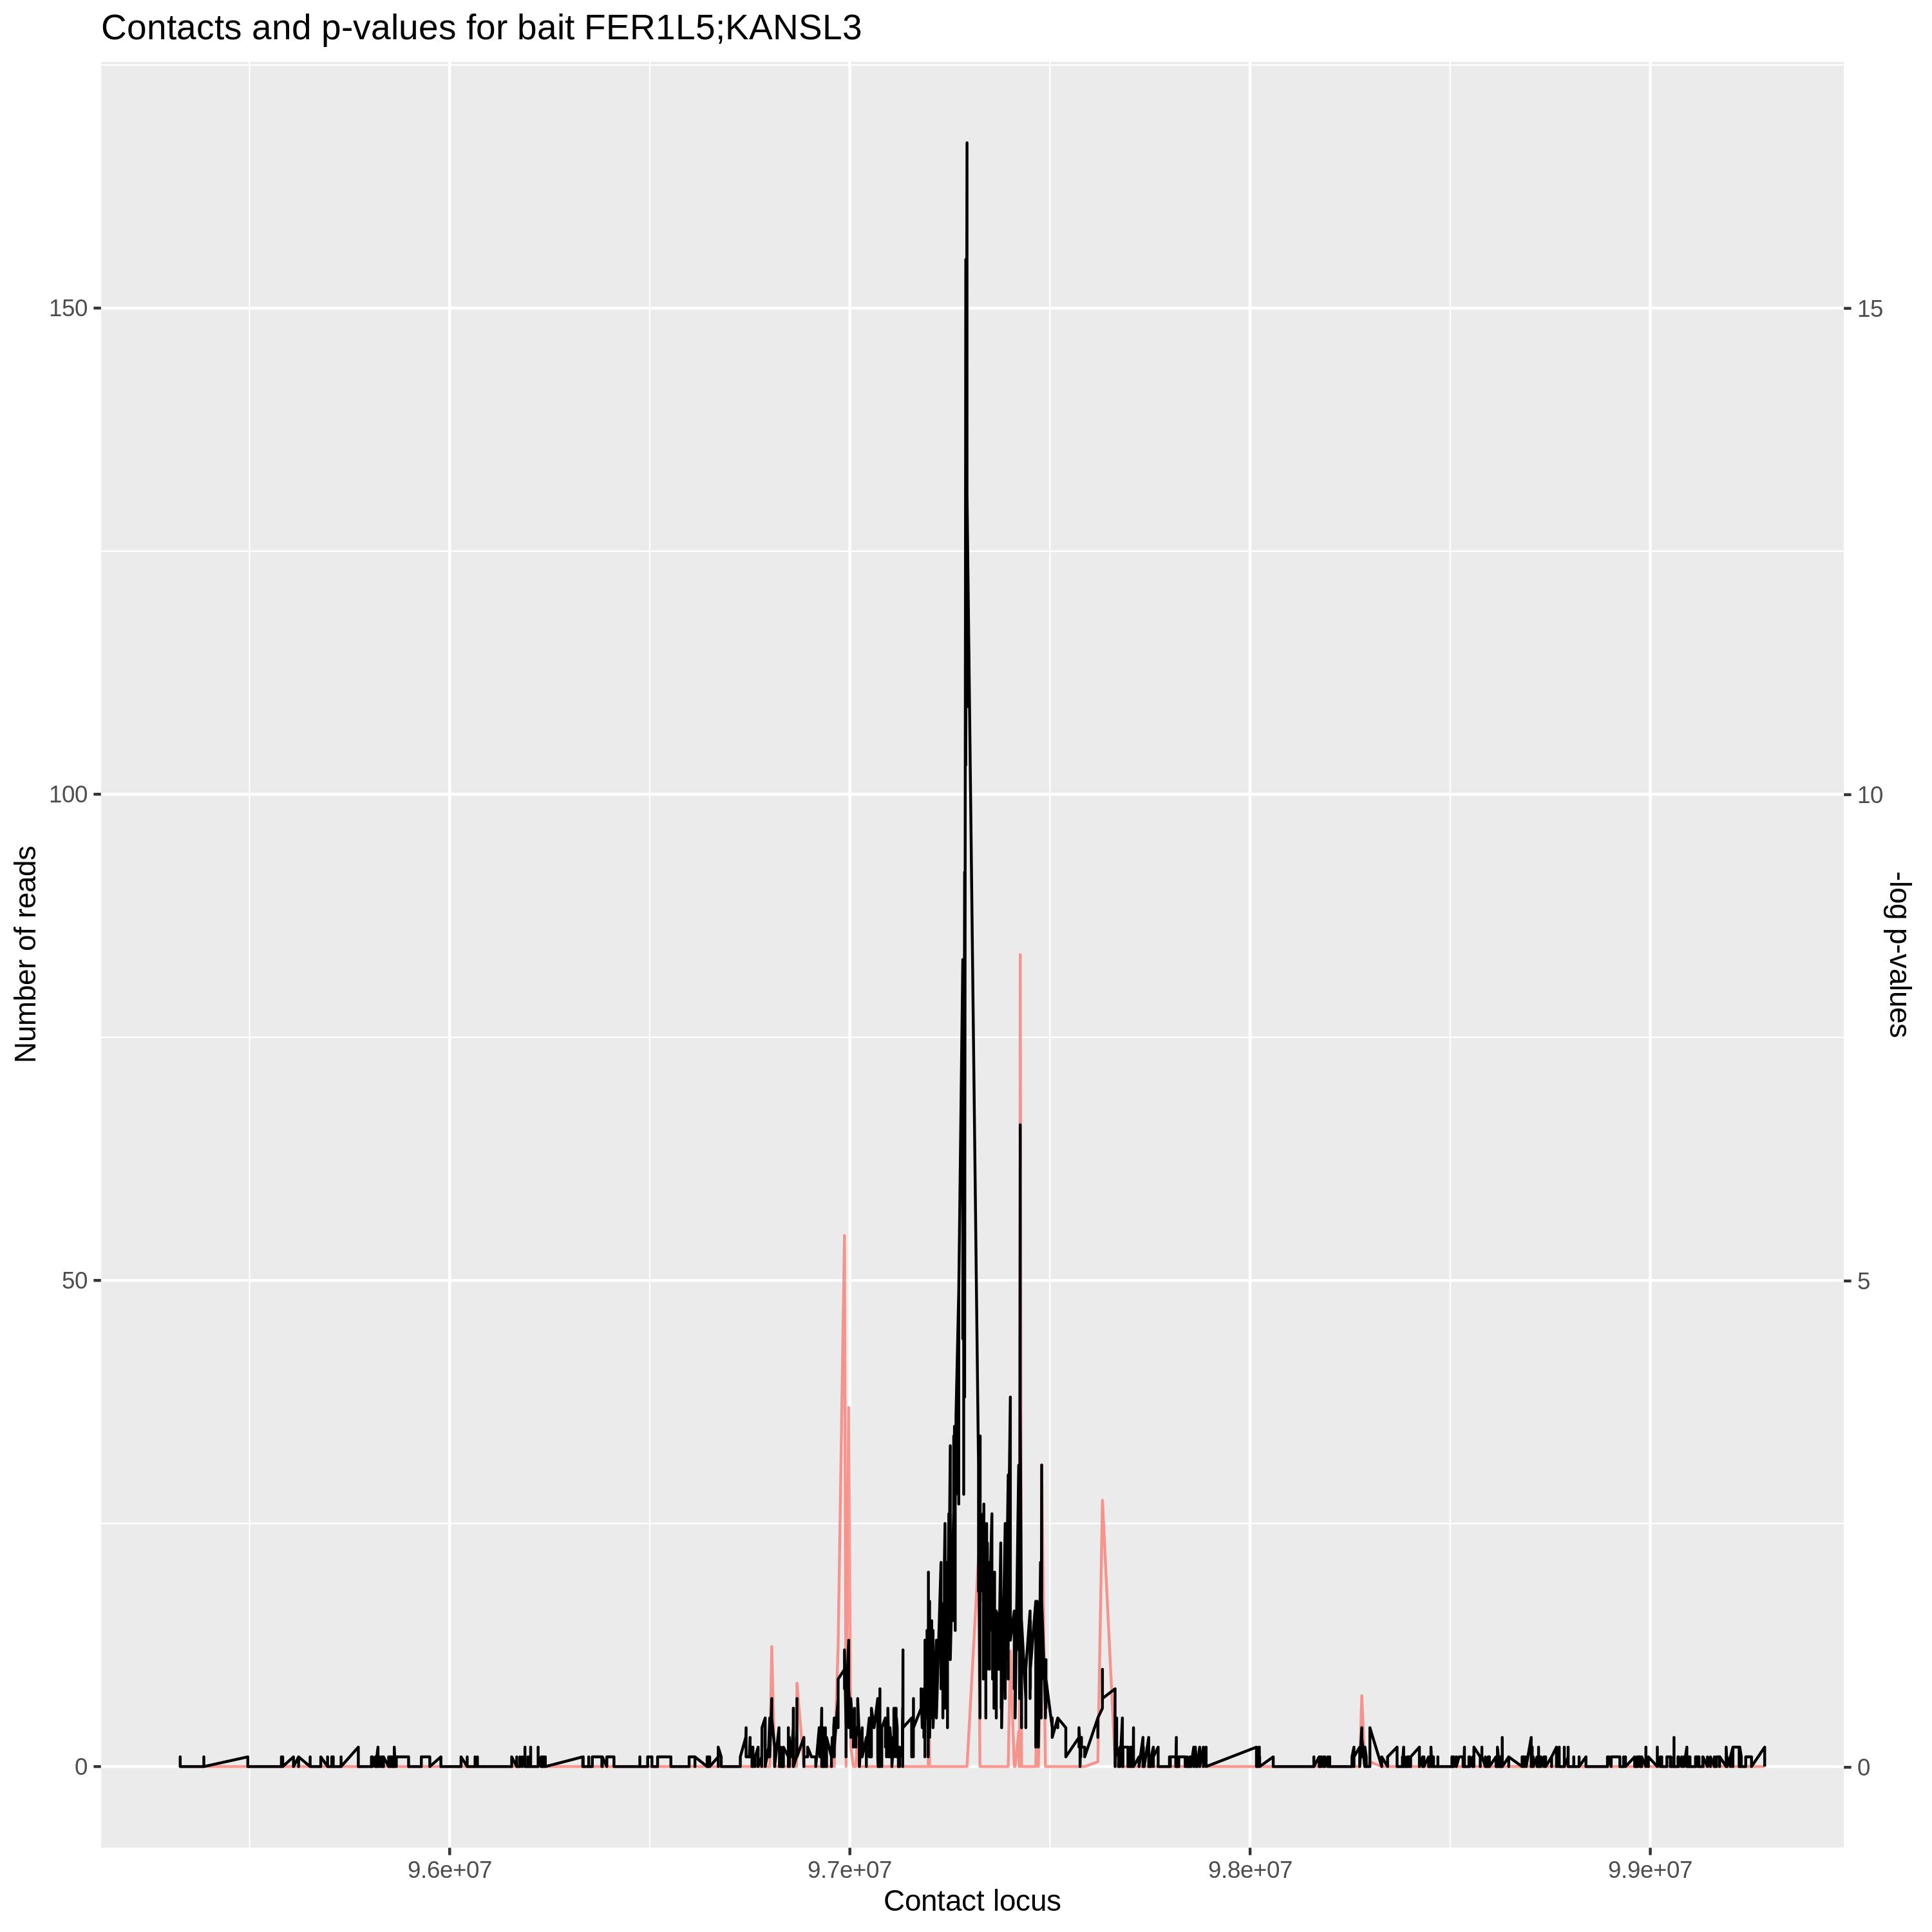 Contacts and p-values for bait FER1L5;KANSL3
150
100
50
0
15
10
5
0
Number of reads
-log p-values
9.6e+07 9.7e+07 9.8e+07 9.9e+07
Contact locus